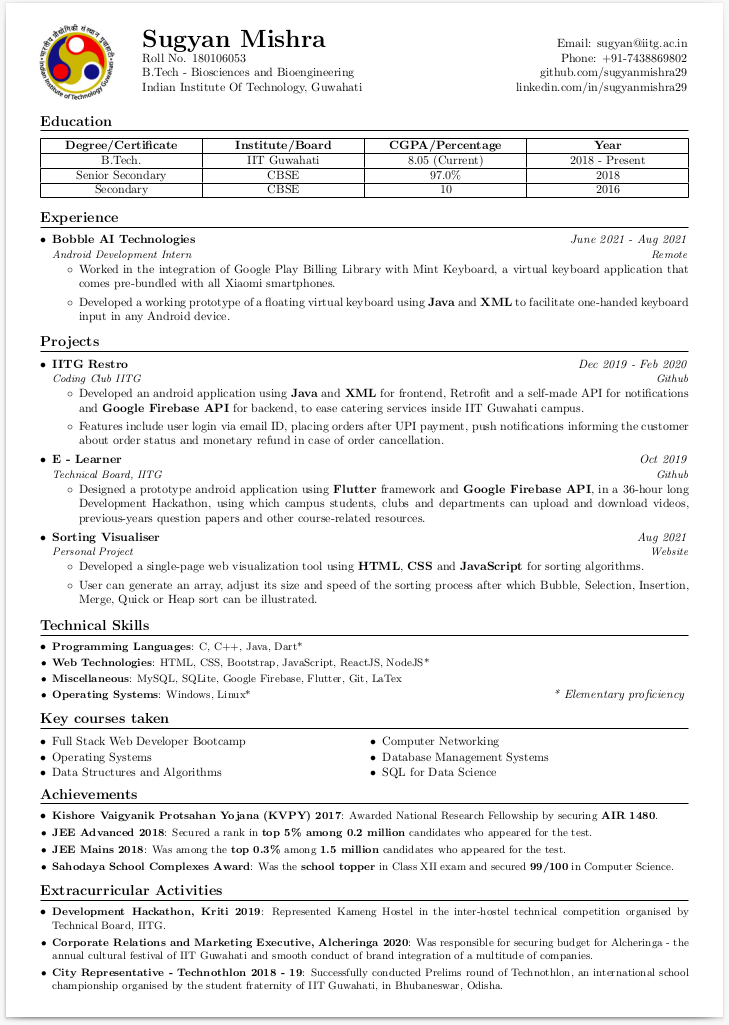 भारतीय प्रौद्योगिकी संस्थान गुवाहाटी
Indian Institute of Technology Guwahati
Sugyan Mishra
Roll No. 180106053
B.Tech - Biosciences and Bioengineering
Indian Institute Of Technology, Guwahati
Email: sugyan@iitg.ac.in
Phone: +91-7438869802
github.com/sugyanmishra29
linkedin.com/in/sugyanmishra29
Education
Degree/Certificate Institute/Board CGPA/Percentage Year
B.Tech. IIT Guwahati 8.05 (Current) 2018 - Present
Senior Secondary CBSE 97.0% 2018
Secondary CBSE 10 2016
Experience
• Bobble AI Technologies June 2021 - Aug 2021
Android Development Intern Remote
◦ Worked in the integration of Google Play Billing Library with Mint Keyboard, a virtual keyboard application that
comes pre-bundled with all Xiaomi smartphones.
◦ Developed a working prototype of a floating virtual keyboard using Java and XML to facilitate one-handed keyboard
input in any Android device.
Projects
• IITG Restro Dec 2019 - Feb 2020
Coding Club IITG Github
◦ Developed an android application using Java and XML for frontend, Retrofit and a self-made API for notifications
and Google Firebase API for backend, to ease catering services inside IIT Guwahati campus.
◦ Features include user login via email ID, placing orders after UPI payment, push notifications informing the customer
about order status and monetary refund in case of order cancellation.
• E - Learner Oct 2019
Technical Board, IITG Github
◦ Designed a prototype android application using Flutter framework and Google Firebase API, in a 36-hour long
Development Hackathon, using which campus students, clubs and departments can upload and download videos,
previous-years question papers and other course-related resources.
• Sorting Visualiser Aug 2021
Personal Project Website
◦ Developed a single-page web visualization tool using HTML, CSS and JavaScript for sorting algorithms.
◦ User can generate an array, adjust its size and speed of the sorting process after which Bubble, Selection, Insertion,
Merge, Quick or Heap sort can be illustrated.
Technical Skills
• Programming Languages: C, C++, Java, Dart*
• Web Technologies: HTML, CSS, Bootstrap, JavaScript, ReactJS, NodeJS*
• Miscellaneous: MySQL, SQLite, Google Firebase, Flutter, Git, LaTex
• Operating Systems: Windows, Linux* * Elementary proficiency
Key courses taken
• Full Stack Web Developer Bootcamp
• Operating Systems
• Data Structures and Algorithms
• Computer Networking
• Database Management Systems
• SQL for Data Science
Achievements
• Kishore Vaigyanik Protsahan Yojana (KVPY) 2017: Awarded National Research Fellowship by securing AIR 1480.
• JEE Advanced 2018: Secured a rank in top 5% among 0.2 million candidates who appeared for the test.
• JEE Mains 2018: Was among the top 0.3% among 1.5 million candidates who appeared for the test.
• Sahodaya School Complexes Award: Was the school topper in Class XII exam and secured 99/100 in Computer Science.
Extracurricular Activities
• Development Hackathon, Kriti 2019: Represented Kameng Hostel in the inter-hostel technical competition organised by
Technical Board, IITG.
• Corporate Relations and Marketing Executive, Alcheringa 2020: Was responsible for securing budget for Alcheringa - the
annual cultural festival of IIT Guwahati and smooth conduct of brand integration of a multitude of companies.
• City Representative - Technothlon 2018 - 19: Successfully conducted Prelims round of Technothlon, an international school
championship organised by the student fraternity of IIT Guwahati, in Bhubaneswar, Odisha.